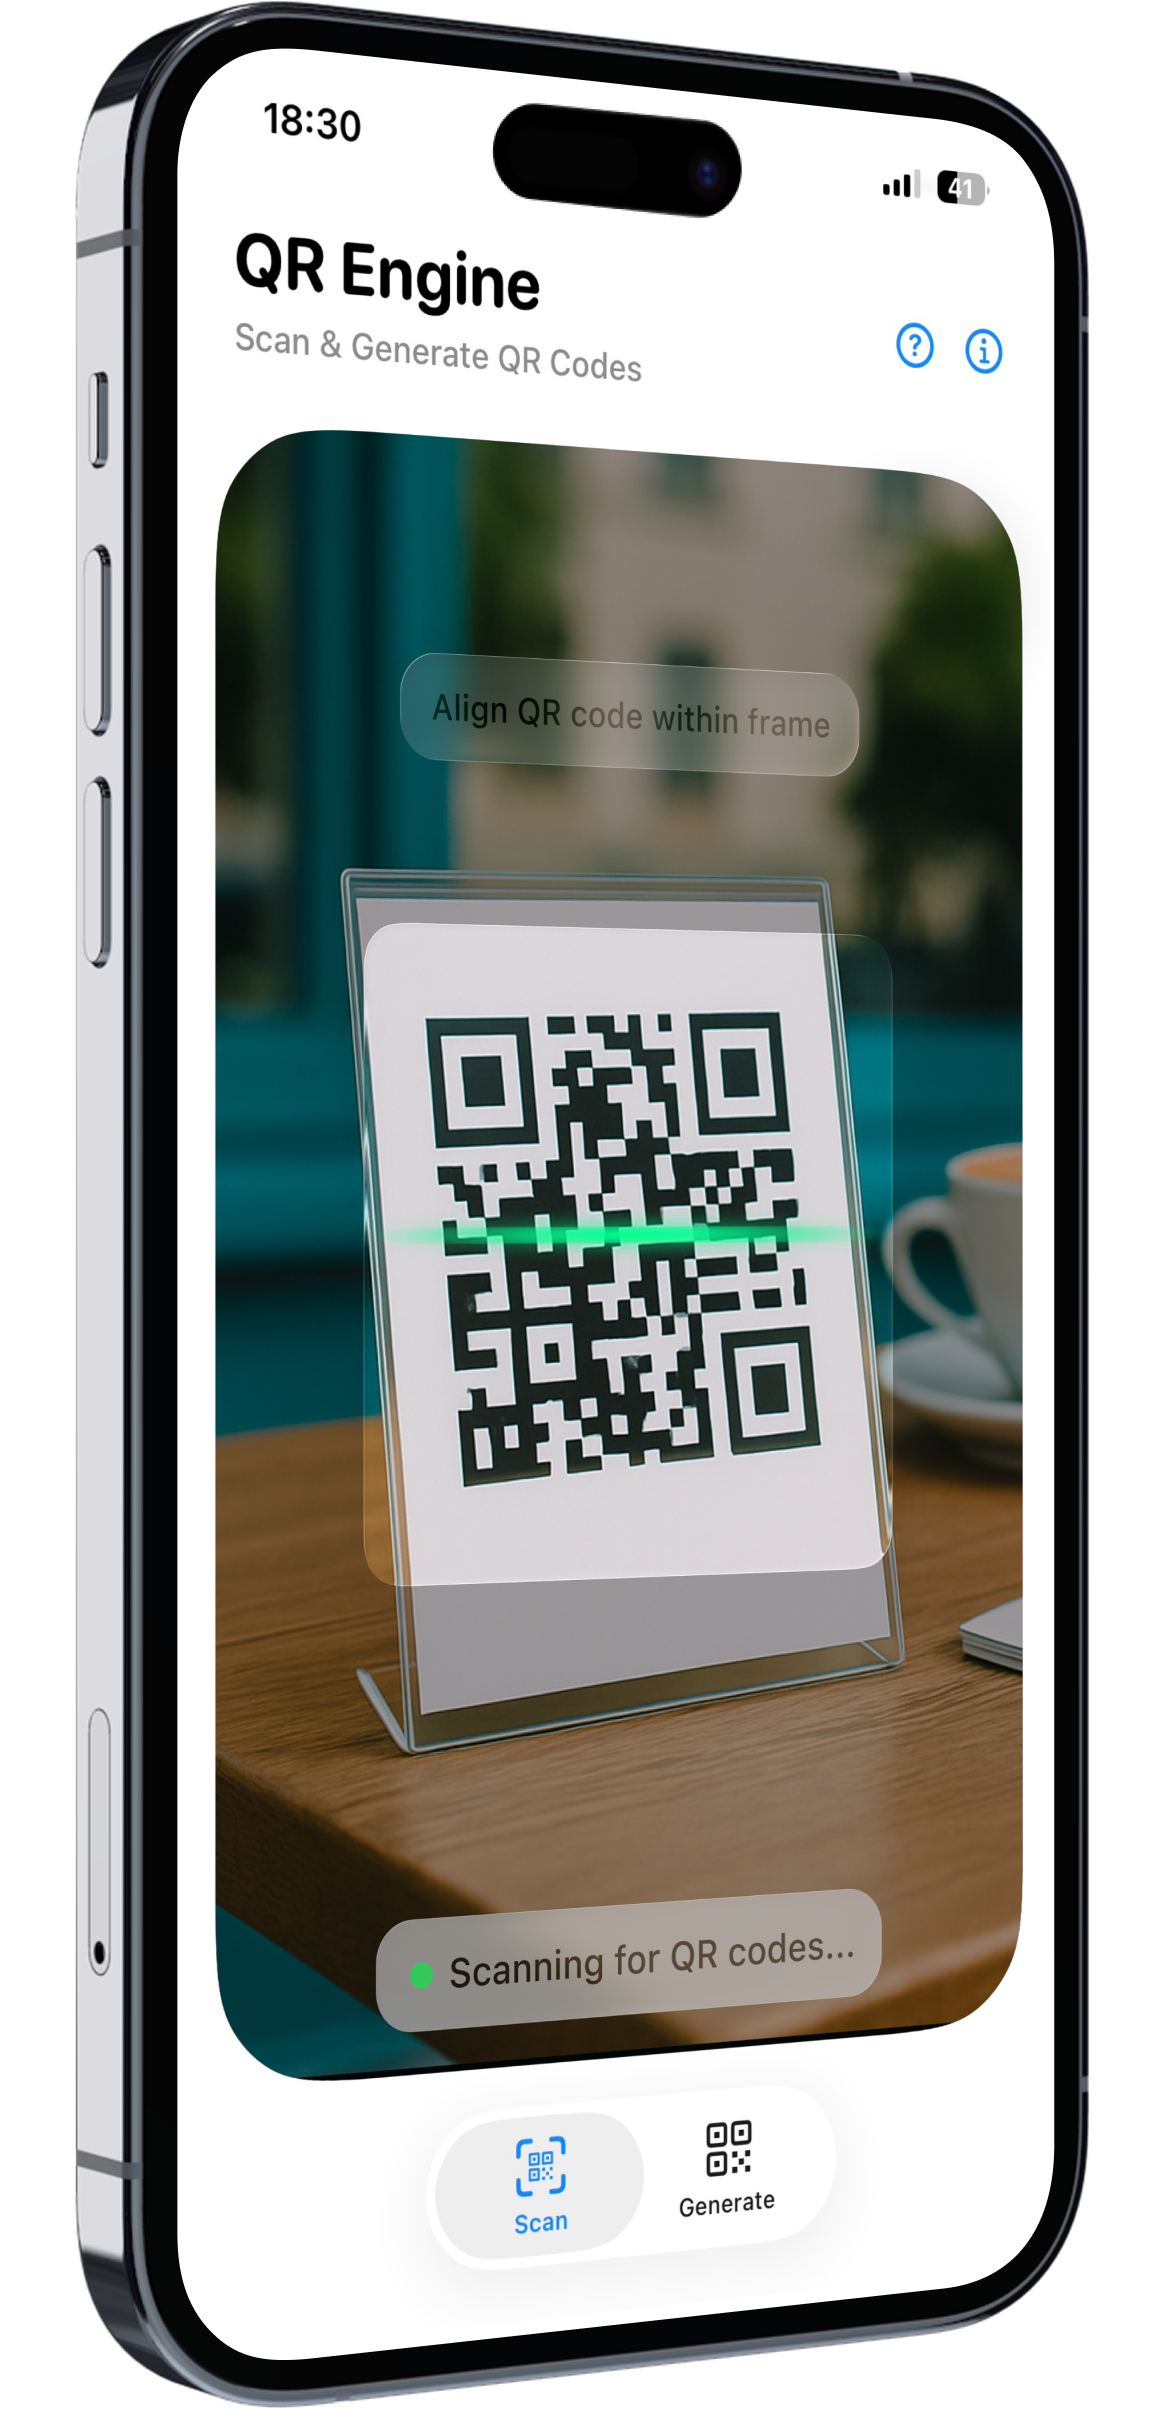 18:30
41
QR Engine
Scan & Generate QR Codes
?
i
Align QR code within frame
Scanning for QR codes...
Scan
Generate